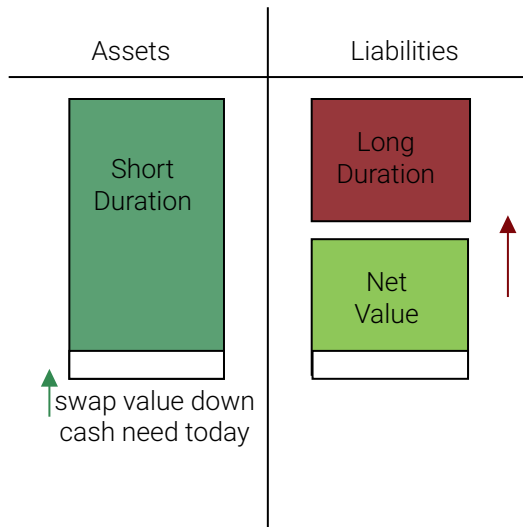 Assets
Liabilities
Short
Duration
Long
Duration
Net
Value
swap value down
cash need today